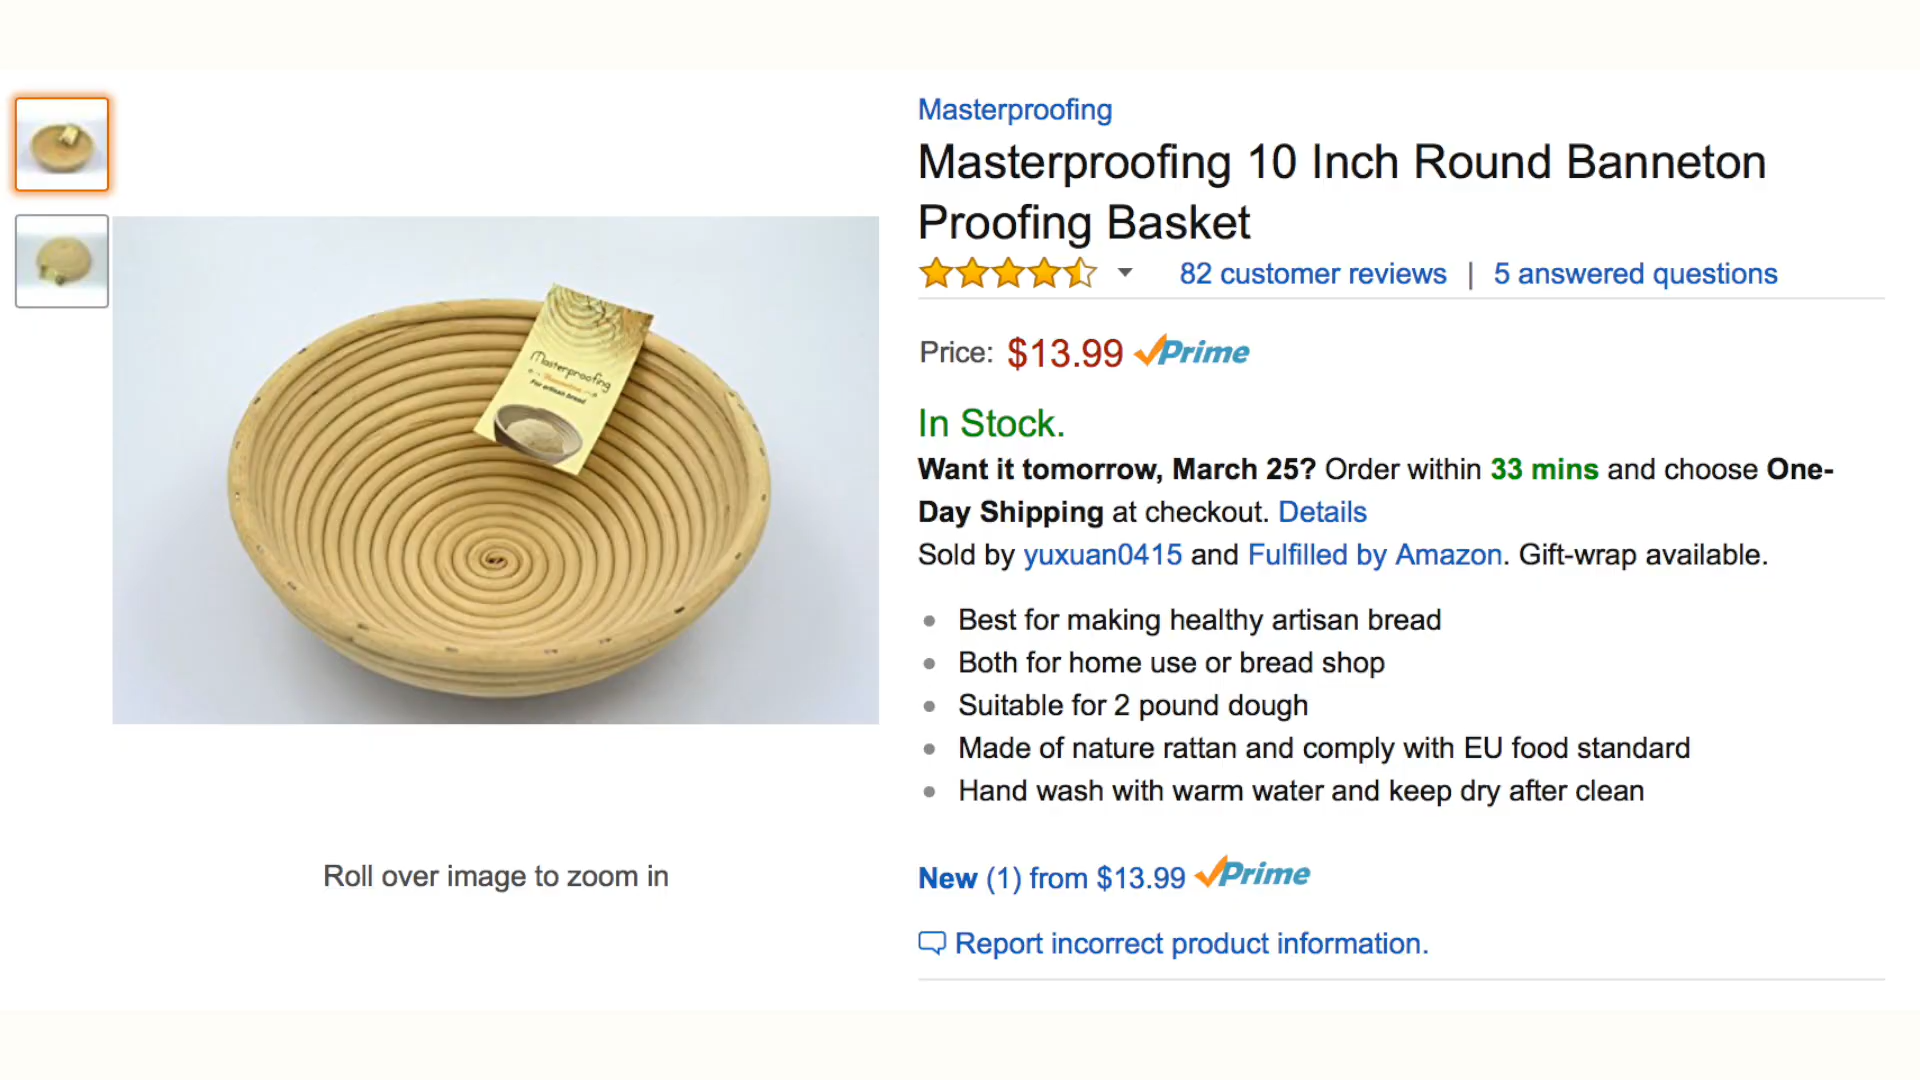 Masterproofing
Masterproofing 10 Inch Round Banneton
Proofing Basket
82 customer reviews | 5 answered questions
Price: $13.99 Prime
In Stock.
Want it tomorrow, March 25? Order within 33 mins and choose One-
Day Shipping at checkout. Details
Sold by yuxuan0415 and Fulfilled by Amazon. Gift-wrap available.
Best for making healthy artisan bread
Both for home use or bread shop
Suitable for 2 pound dough
Made of nature rattan and comply with EU food standard
Hand wash with warm water and keep dry after clean
New (1) from $13.99 Prime
Report incorrect product information.
Masterproofing
For artisan bread
Roll over image to zoom in